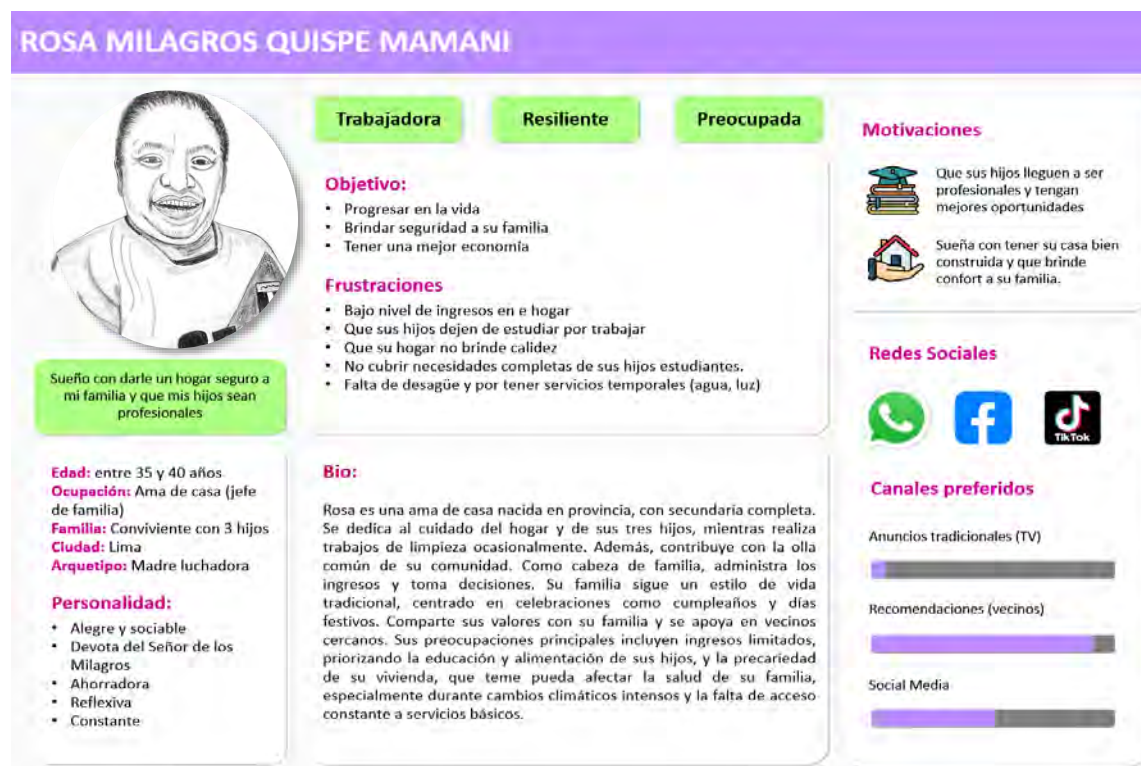 ROSA MILAGROS QUISPE MAMANI
Sueño con darle un hogar seguro a
mi familia y que mis hijos sean
profesionales
Edad: entre 35 y 40 años
Ocupación: Ama de casa (jefe
de familia)
Familia: Conviviente con 3 hijos
Ciudad: Lima
Arquetipo: Madre luchadora
Personalidad:
• Alegre y sociable
• Devota del Señor de los
Milagros
• Ahorradora
• Reflexiva
• Constante
Trabajadora
Resiliente
Preocupada
Objetivo:
• Progresar en la vida
• Brindar seguridad a su familia
• Tener una mejor economía
Frustraciones
• Bajo nivel de ingresos en e hogar
• Que sus hijos dejen de estudiar por trabajar
• Que su hogar no brinde calidez
• No cubrir necesidades completas de sus hijos estudiantes.
• Falta de desagüe y por tener servicios temporales (agua, luz)
Bio:
Rosa es una ama de casa nacida en provincia, con secundaria completa.
Se dedica al cuidado del hogar y de sus tres hijos, mientras realiza
trabajos de limpieza ocasionalmente. Además, contribuye con la olla
común de su comunidad. Como cabeza de familia, administra los
ingresos y toma decisiones. Su familia sigue un estilo de vida
tradicional, centrado en celebraciones como cumpleaños y días
festivos. Comparte sus valores con su familia y se apoya en vecinos
cercanos. Sus preocupaciones principales incluyen ingresos limitados,
priorizando la educación y alimentación de sus hijos, y la precariedad
de su vivienda, que teme pueda afectar la salud de su familia,
especialmente durante cambios climáticos intensos y la falta de acceso
constante a servicios básicos.
Motivaciones
Que sus hijos lleguen a ser
profesionales y tengan
mejores oportunidades
Sueña con tener su casa bien
construida y que brinde
confort a su familia.
Redes Sociales
TikTok
Canales preferidos
Anuncios tradicionales (TV)
Recomendaciones (vecinos)
Social Media